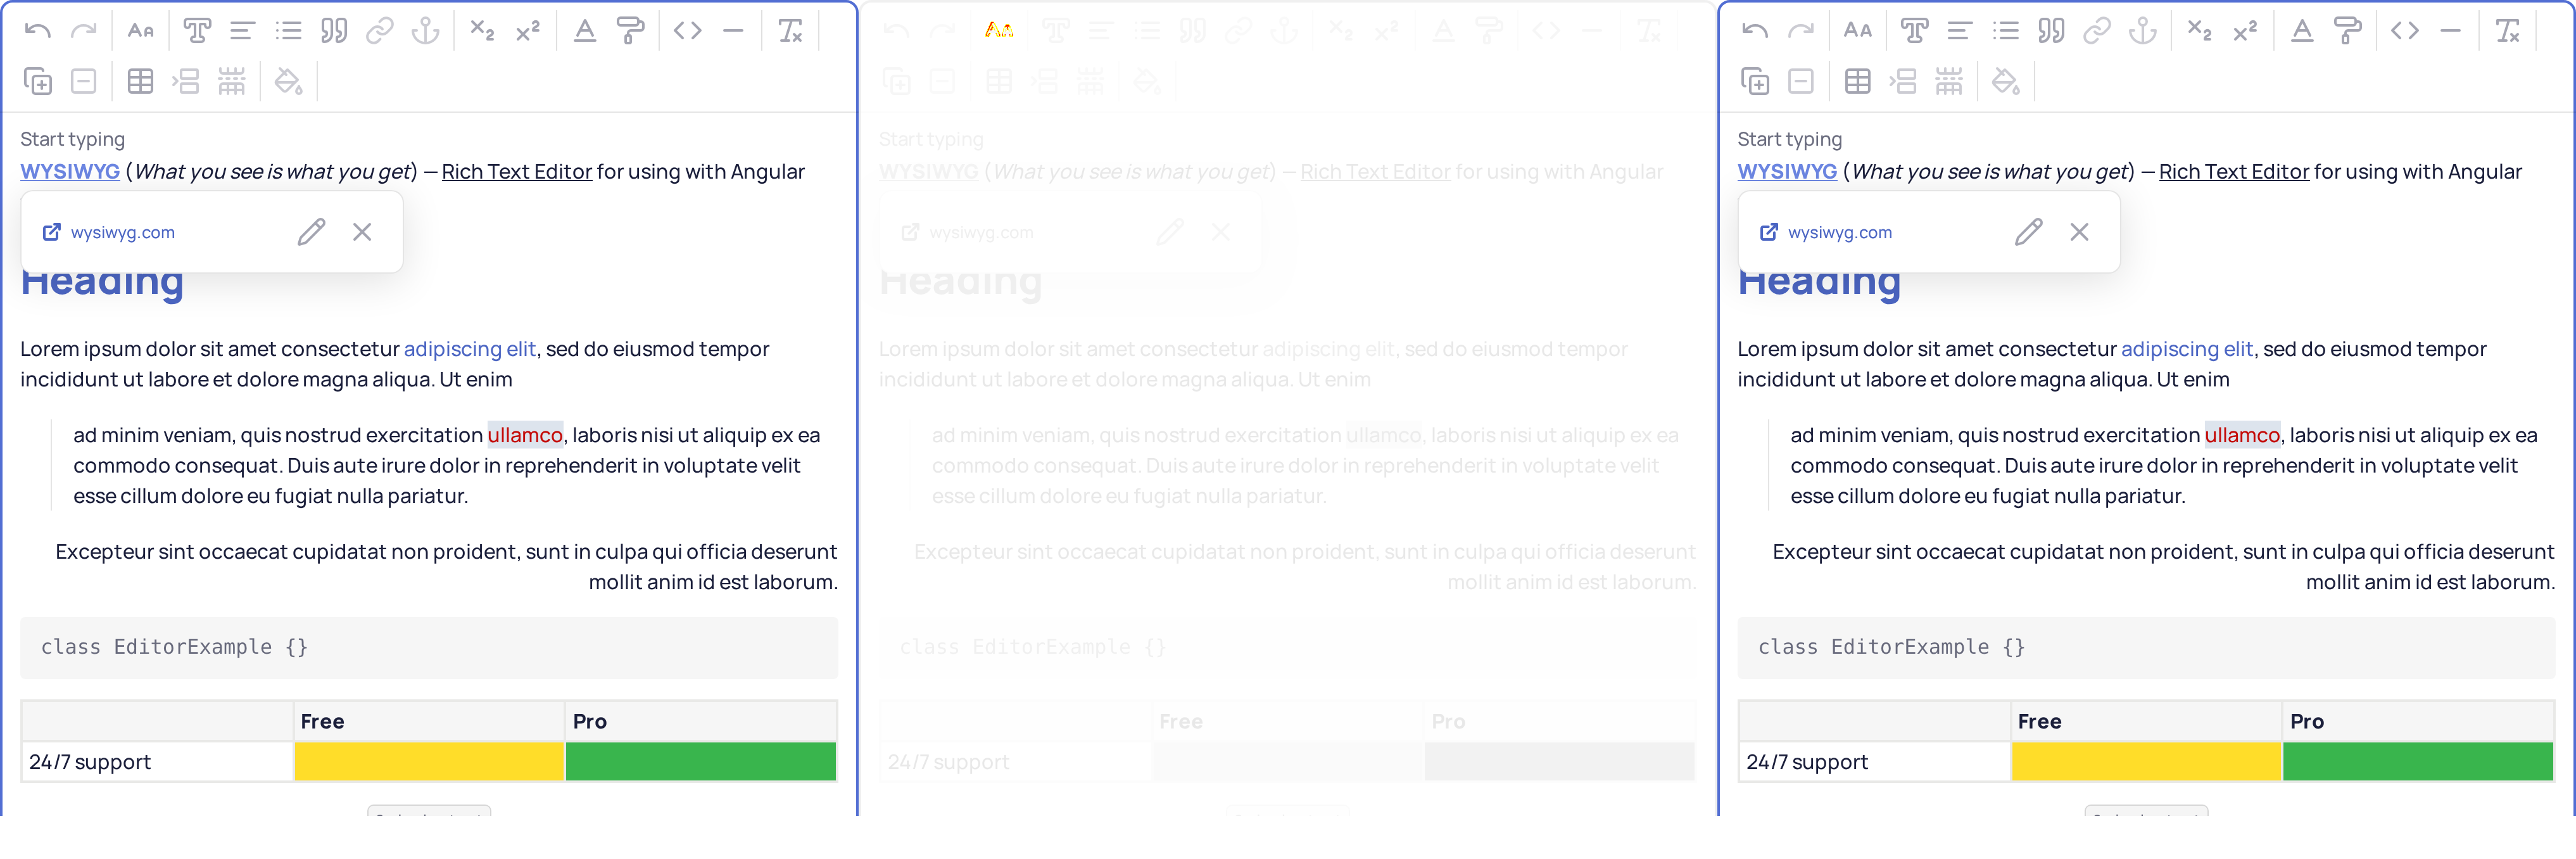 AA
Start typing
WYSIWYG (What you see is what you get) — Rich Text Editor for using with Angular
wysiwyg.com
Heading
Lorem ipsum dolor sit amet consectetur adipiscing elit, sed do eiusmod tempor
incididunt ut labore et dolore magna aliqua. Ut enim
ad minim veniam, quis nostrud exercitation ullamco, laboris nisi ut aliquip ex ea
commodo consequat. Duis aute irure dolor in reprehenderit in voluptate velit
esse cillum dolore eu fugiat nulla pariatur.
Excepteur sint occaecat cupidatat non proident, sunt in culpa qui officia deserunt
mollit anim id est laborum.
class EditorExample {}
Free Pro
24/7 support
Start typing
WYSIWYG (What you see is what you get) — Rich Text Editor for using with Angular
wysiwyg.com
Heading
Lorem ipsum dolor sit amet consectetur adipiscing elit, sed do eiusmod tempor
incididunt ut labore et dolore magna aliqua. Ut enim
ad minim veniam, quis nostrud exercitation ullamco, laboris nisi ut aliquip ex ea
commodo consequat. Duis aute irure dolor in reprehenderit in voluptate velit
esse cillum dolore eu fugiat nulla pariatur.
Excepteur sint occaecat cupidatat non proident, sunt in culpa qui officia deserunt
mollit anim id est laborum.
class EditorExample {}
Free Pro
24/7 support
AA
Start typing
WYSIWYG (What you see is what you get) — Rich Text Editor for using with Angular
wysiwyg.com
Heading
Lorem ipsum dolor sit amet consectetur adipiscing elit, sed do eiusmod tempor
incididunt ut labore et dolore magna aliqua. Ut enim
ad minim veniam, quis nostrud exercitation ullamco, laboris nisi ut aliquip ex ea
commodo consequat. Duis aute irure dolor in reprehenderit in voluptate velit
esse cillum dolore eu fugiat nulla pariatur.
Excepteur sint occaecat cupidatat non proident, sunt in culpa qui officia deserunt
mollit anim id est laborum.
class EditorExample {}
Free Pro
24/7 support